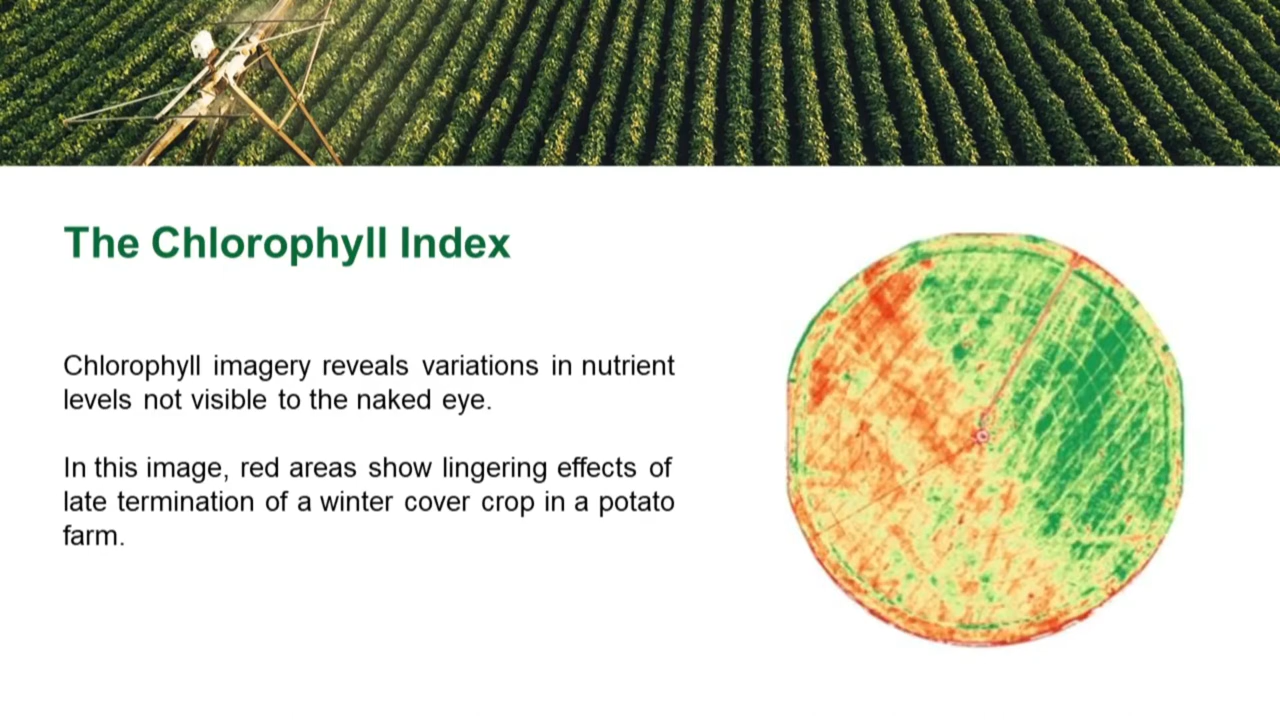 The Chlorophyll Index
Chlorophyll imagery reveals variations in nutrient
levels not visible to the naked eye.
In this image, red areas show lingering effects of
late termination of a winter cover crop in a potato
farm.